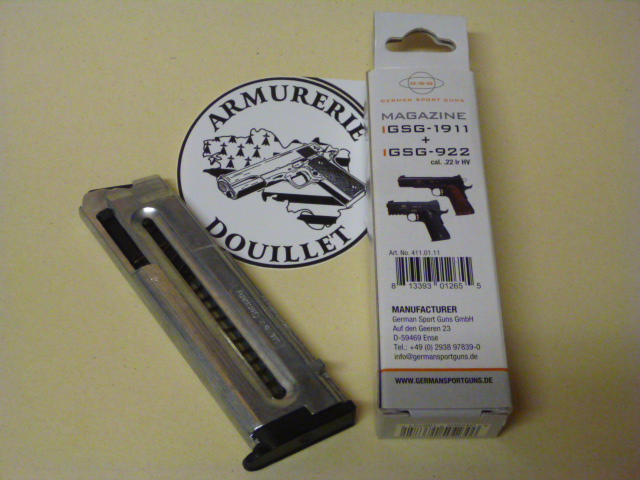 ARMURERIE
DOUILLET
GSG
GERMAN SPORT GUNS
MAGAZINE
GSG-1911
+
GSG-922
cal. .22 lr HV
Art. No. 411.01.11
8 13393 01265 5
MANUFACTURER
German Sport Guns GmbH
Auf den Geeren 23
D-59469 Ense
Tel.: +49 (0) 2938 97839-0
info@germansportguns.de
WWW.GERMANSPORTGUNS.DE